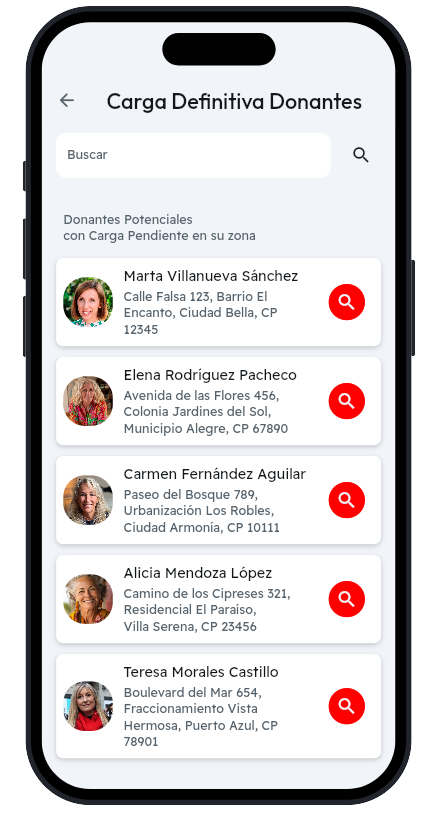 Carga Definitiva Donantes
Buscar
Donantes Potenciales
con Carga Pendiente en su zona
Marta Villanueva Sánchez
Calle Falsa 123, Barrio El
Encanto, Ciudad Bella, CP
12345
Elena Rodríguez Pacheco
Avenida de las Flores 456,
Colonia Jardines del Sol,
Municipio Alegre, CP 67890
Carmen Fernández Aguilar
Paseo del Bosque 789,
Urbanización Los Robles,
Ciudad Armonía, CP 10111
Alicia Mendoza López
Camino de los Cipreses 321,
Residencial El Paraíso,
Villa Serena, CP 23456
Teresa Morales Castillo
Boulevard del Mar 654,
Fraccionamiento Vista
Hermosa, Puerto Azul, CP
78901